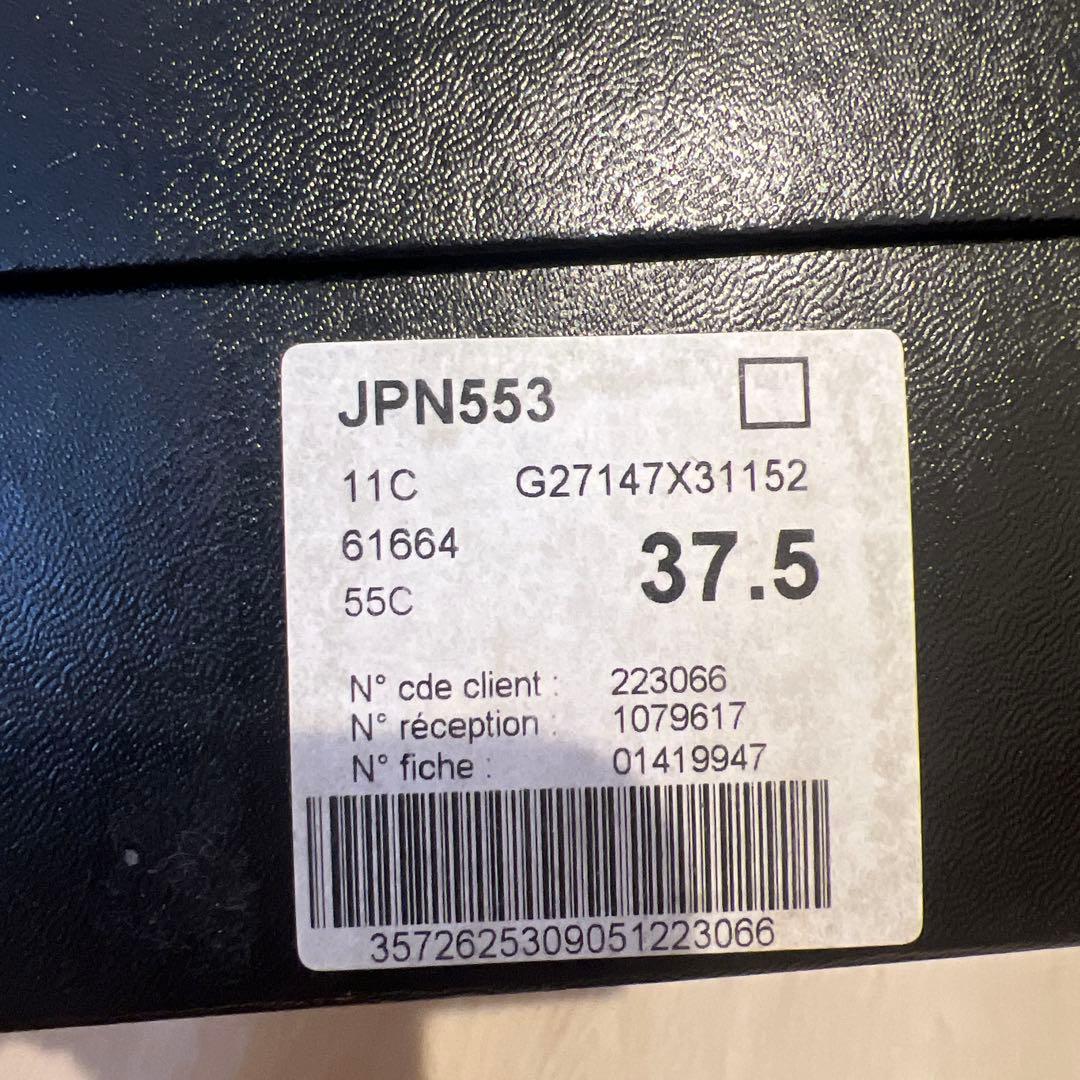 JPN553
11C G27147X31152
61664 37.5
55C
N° cde client : 223066
N° réception : 1079617
N° fiche : 01419947
3572625309051223066